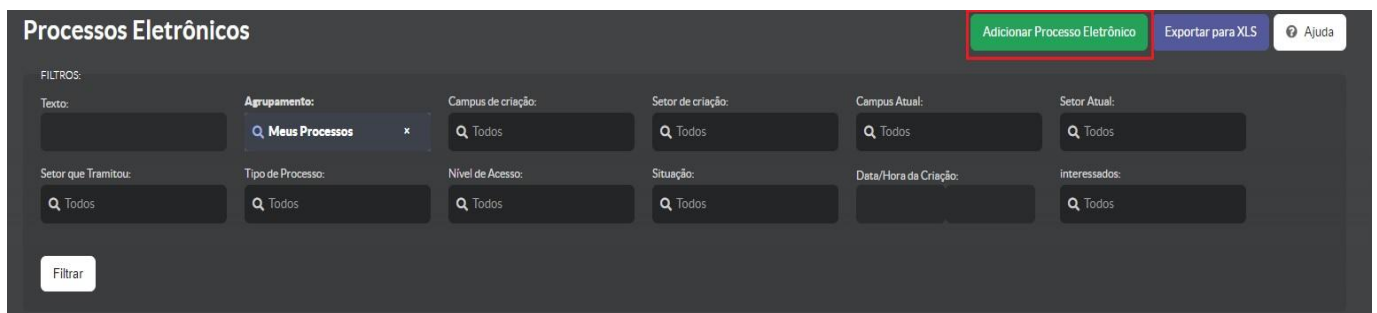 Processos Eletrônicos
Adicionar Processo Eletrônico
Exportar para XLS
Ajuda
FILTROS:
Texto:
Agrupamento:
Campus de criação:
Setor de criação:
Campus Atual:
Setor Atual:
Meus Processos x
Todos
Todos
Todos
Todos
Setor que Tramitou:
Tipo de Processo:
Nível de Acesso:
Situação:
Data/Hora da Criação:
interessados:
Todos
Todos
Todos
Todos
Todos
Filtrar